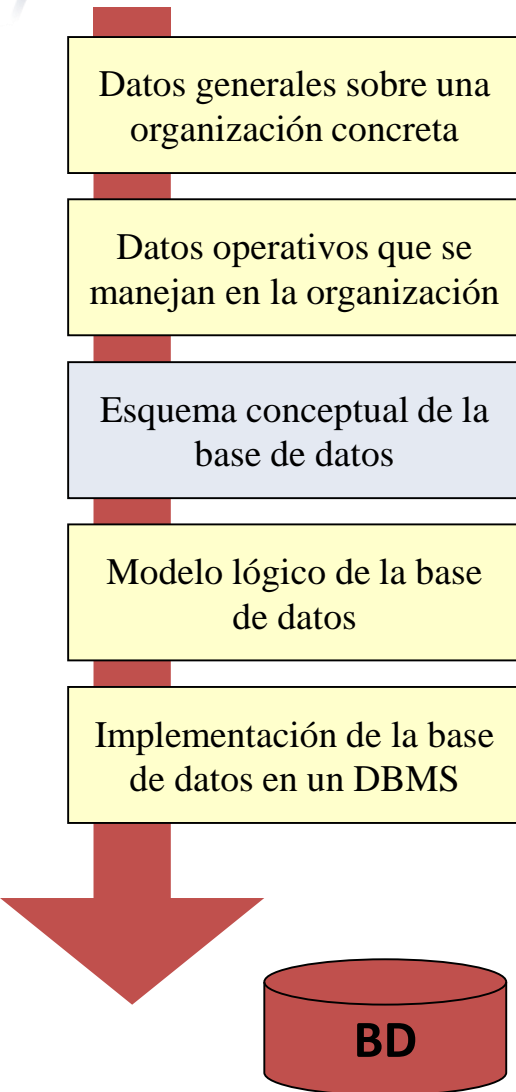 Datos generales sobre una
organización concreta
Datos operativos que se
manejan en la organización
Esquema conceptual de la
base de datos
Modelo lógico de la base
de datos
Implementación de la base
de datos en un DBMS
BD